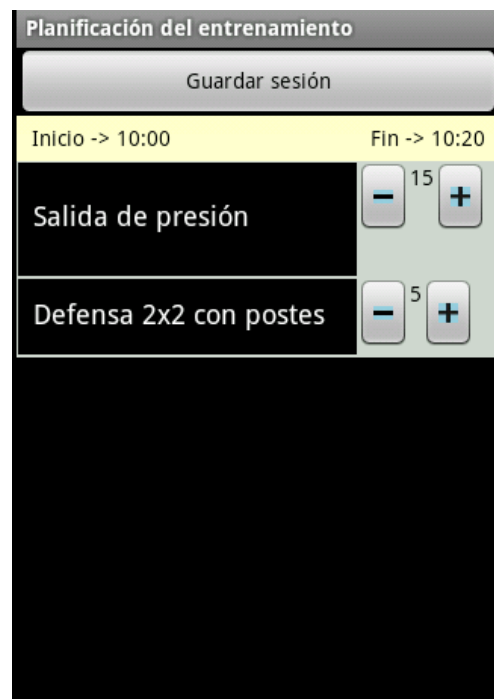 Planificación del entrenamiento
Guardar sesión
Inicio -> 10:00 Fin -> 10:20
Salida de presión - 15 +
Defensa 2x2 con postes - 5 +